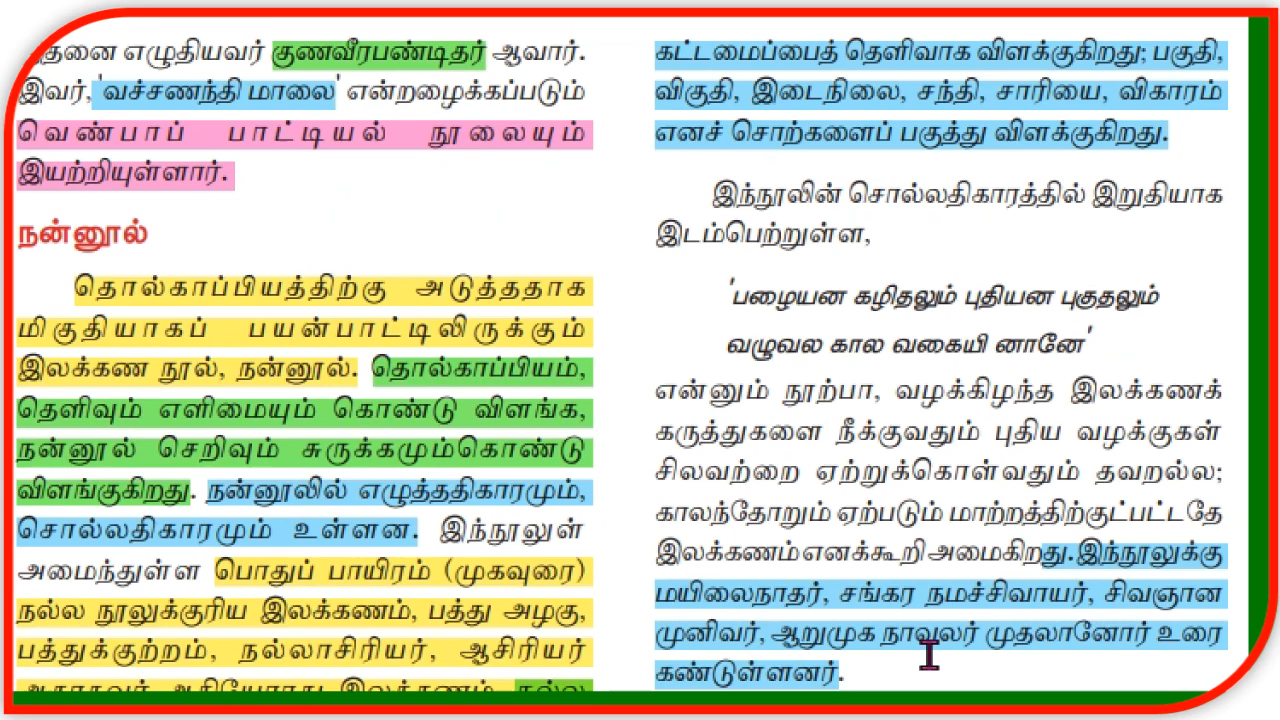 எழுதியவர் குணவீரபண்டிதர் ஆவார்.
இவர், 'வச்சணந்தி மாலை' என்றழைக்கப்படும்
வெண்பாப் பாட்டியல் நூலையும்
இயற்றியுள்ளார்.
நன்னூல்
தொல்காப்பியத்திற்கு அடுத்ததாக
மிகுதியாகப் பயன்பாட்டிலிருக்கும்
இலக்கண நூல், நன்னூல். தொல்காப்பியம்,
தெளிவும் எளிமையும் கொண்டு விளங்க,
நன்னூல் செறிவும் சுருக்கமும்கொண்டு
விளங்குகிறது. நன்னூலில் எழுத்ததிகாரமும்,
சொல்லதிகாரமும் உள்ளன. இந்நூலுள்
அமைந்துள்ள பொதுப் பாயிரம் (முகவுரை)
நல்ல நூலுக்குரிய இலக்கணம், பத்து அழகு,
பத்துக்குற்றம், நல்லாசிரியர், ஆசிரியர்
கட்டமைப்பைத் தெளிவாக விளக்குகிறது; பகுதி,
விகுதி, இடைநிலை, சந்தி, சாரியை, விகாரம்
எனச் சொற்களைப் பகுத்து விளக்குகிறது.
இந்நூலின் சொல்லதிகாரத்தில் இறுதியாக
இடம்பெற்றுள்ள,
'பழையன கழிதலும் புதியன புகுதலும்
வழுவல கால வகையி னானே'
என்னும் நூற்பா, வழக்கிழந்த இலக்கணக்
கருத்துகளை நீக்குவதும் புதிய வழக்குகள்
சிலவற்றை ஏற்றுக்கொள்வதும் தவறல்ல;
காலந்தோறும் ஏற்படும் மாற்றத்திற்குட்பட்டதே
இலக்கணம் எனக்கூறி அமைகிறது. இந்நூலுக்கு
மயிலைநாதர், சங்கர நமச்சிவாயர், சிவஞான
முனிவர், ஆறுமுக நாவலர் முதலானோர் உரை
கண்டுள்ளனர்.